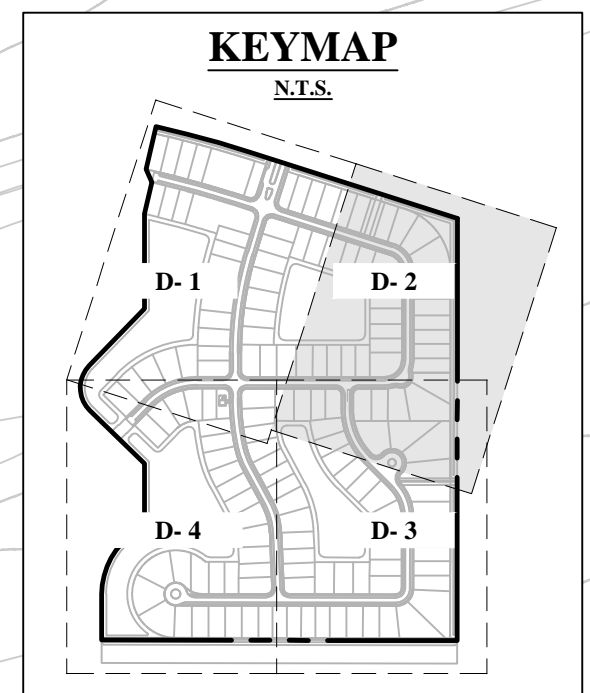 KEYMAP
N.T.S.
D- 1
D- 2
D- 4
D- 3